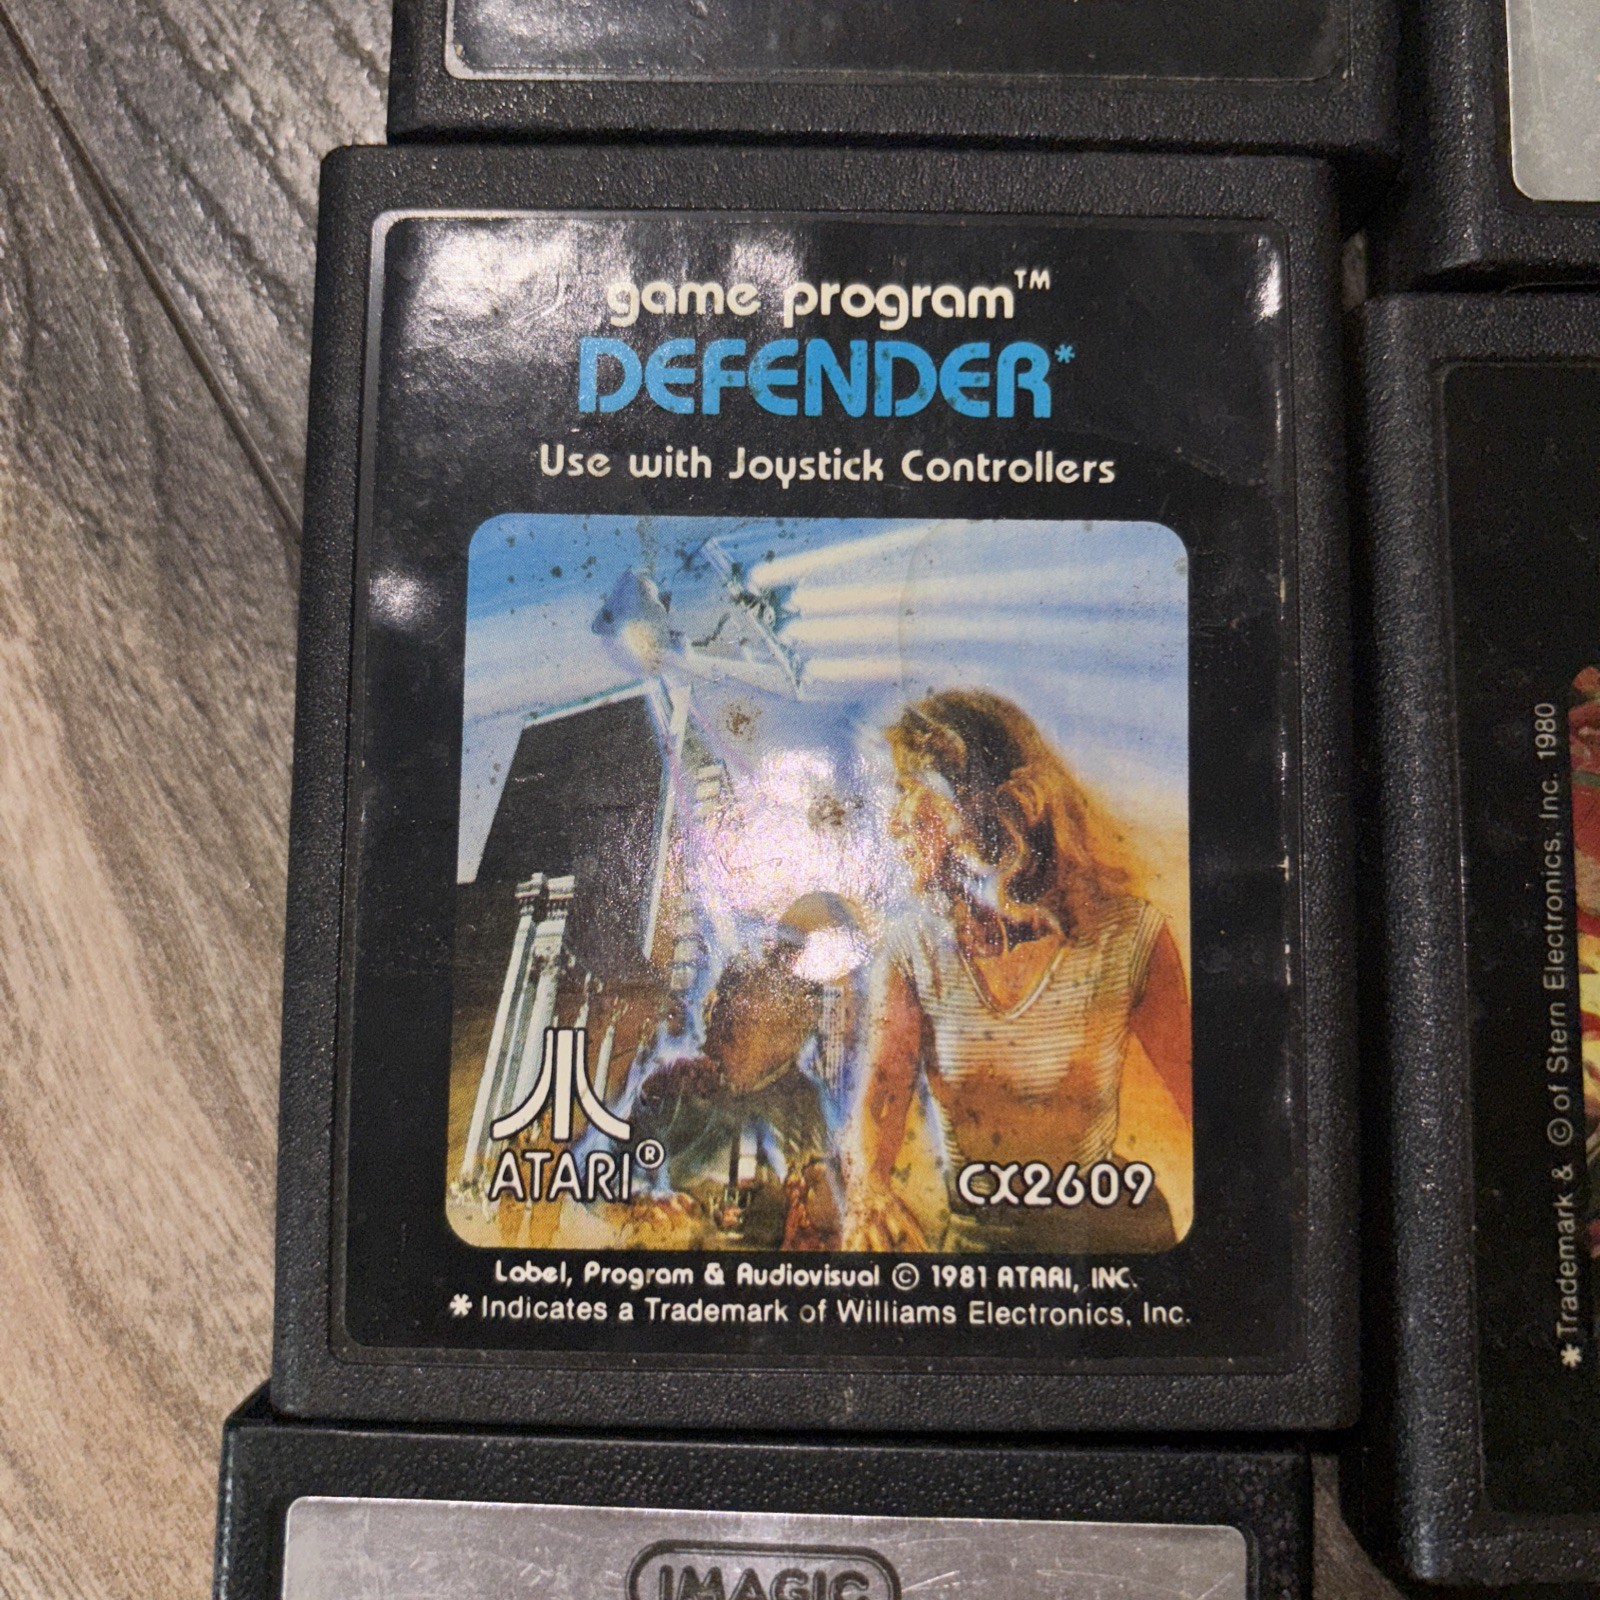 game program™
DEFENDER*
Use with Joystick Controllers
ATARI®
CX2609
Label, Program & Audiovisual © 1981 ATARI, INC.
* Indicates a Trademark of Williams Electronics, Inc.
* Trademark & © of Stern Electronics, Inc. 1980
IMAGIC